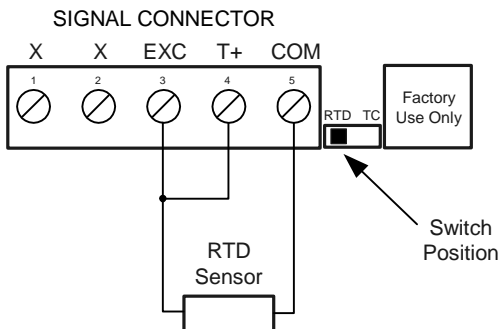 SIGNAL CONNECTOR
X X EXC T+ COM
1 2 3 4 5
RTD TC
Factory
Use Only
Switch
Position
RTD
Sensor